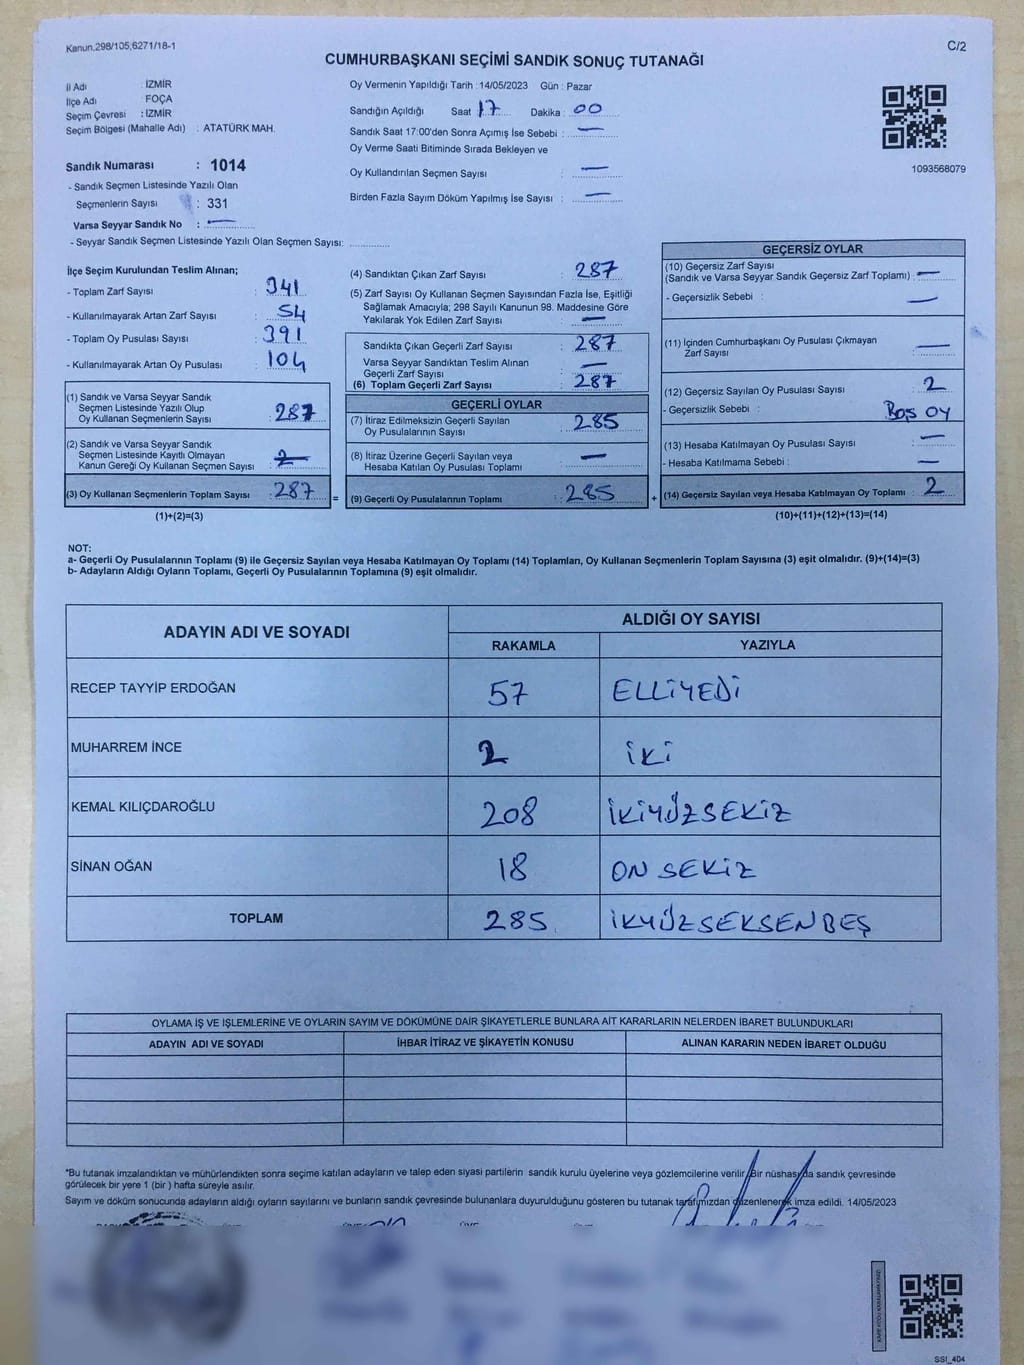 Kanun.298/105;6271/18-1
C/2
CUMHURBAŞKANI SEÇİMİ SANDIK SONUÇ TUTANAĞI
İl Adı : İZMİR
İlçe Adı : FOÇA
Seçim Çevresi : İZMİR
Seçim Bölgesi (Mahalle Adı) : ATATÜRK MAH.
Sandık Numarası : 1014
- Sandık Seçmen Listesinde Yazılı Olan
Seçmenlerin Sayısı : 331
Varsa Seyyar Sandık No : —
- Seyyar Sandık Seçmen Listesinde Yazılı Olan Seçmen Sayısı: ............
Oy Vermenin Yapıldığı Tarih : 14/05/2023 Gün : Pazar
Sandığın Açıldığı Saat 17 Dakika : 00
Sandık Saat 17:00'den Sonra Açımış İse Sebebi : —
Oy Verme Saati Bitiminde Sırada Bekleyen ve
Oy Kullandırılan Seçmen Sayısı : —
Birden Fazla Sayım Döküm Yapılmış İse Sayısı : —
1093568079
İlçe Seçim Kurulundan Teslim Alınan;
- Toplam Zarf Sayısı : 341
- Kullanılmayarak Artan Zarf Sayısı : 54
- Toplam Oy Pusulası Sayısı : 391
- Kullanılmayarak Artan Oy Pusulası : 104
(1) Sandık ve Varsa Seyyar Sandık
Seçmen Listesinde Yazılı Olup
Oy Kullanan Seçmenlerin Sayısı : 287
(2) Sandık ve Varsa Seyyar Sandık
Seçmen Listesinde Kayıtlı Olmayan
Kanun Gereği Oy Kullanan Seçmen Sayısı : 2
(3) Oy Kullanan Seçmenlerin Toplam Sayısı : 287
(1)+(2)=(3)
(4) Sandıktan Çıkan Zarf Sayısı : 287
(5) Zarf Sayısı Oy Kullanan Seçmen Sayısından Fazla İse, Eşitliği
Sağlamak Amacıyla; 298 Sayılı Kanunun 98. Maddesine Göre
Yakılarak Yok Edilen Zarf Sayısı : —
Sandıkta Çıkan Geçerli Zarf Sayısı : 287
Varsa Seyyar Sandıktan Teslim Alınan
Geçerli Zarf Sayısı : —
(6) Toplam Geçerli Zarf Sayısı : 287
GEÇERLİ OYLAR
(7) İtiraz Edilmeksizin Geçerli Sayılan
Oy Pusulalarının Sayısı : 285
(8) İtiraz Üzerine Geçerli Sayılan veya
Hesaba Katılan Oy Pusulası Toplamı : —
= (9) Geçerli Oy Pusulalarının Toplamı : 285
GEÇERSİZ OYLAR
(10) Geçersiz Zarf Sayısı
(Sandık ve Varsa Seyyar Sandık Geçersiz Zarf Toplamı) : —
- Geçersizlik Sebebi : —
(11) İçinden Cumhurbaşkanı Oy Pusulası Çıkmayan
Zarf Sayısı : —
(12) Geçersiz Sayılan Oy Pusulası Sayısı : 2
- Geçersizlik Sebebi : Boş OY
(13) Hesaba Katılmayan Oy Pusulası Sayısı : —
- Hesaba Katılmama Sebebi : —
+ (14) Geçersiz Sayılan veya Hesaba Katılmayan Oy Toplamı : 2
(10)+(11)+(12)+(13)=(14)
NOT:
a- Geçerli Oy Pusulalarının Toplamı (9) ile Geçersiz Sayılan veya Hesaba Katılmayan Oy Toplamı (14) Toplamları, Oy Kullanan Seçmenlerin Toplam Sayısına (3) eşit olmalıdır. (9)+(14)=(3)
b- Adayların Aldığı Oyların Toplamı, Geçerli Oy Pusulalarının Toplamına (9) eşit olmalıdır.
ADAYIN ADI VE SOYADI
ALDIĞI OY SAYISI
RAKAMLA YAZIYLA
RECEP TAYYİP ERDOĞAN 57 ELLİYEDİ
MUHARREM İNCE 2 İKİ
KEMAL KILIÇDAROĞLU 208 İKİYÜZSEKİZ
SİNAN OĞAN 18 ON SEKİZ
TOPLAM 285 İKİYÜZSEKSENBEŞ
OYLAMA İŞ VE İŞLEMLERİNE VE OYLARIN SAYIM VE DÖKÜMÜNE DAİR ŞİKAYETLERLE BUNLARA AİT KARARLARIN NELERDEN İBARET BULUNDUKLARI
ADAYIN ADI VE SOYADI İHBAR İTİRAZ VE ŞİKAYETİN KONUSU ALINAN KARARIN NEDEN İBARET OLDUĞU
*Bu tutanak imzalandıktan ve mühürlendikten sonra seçime katılan adayların ve talep eden siyasi partilerin sandık kurulu üyelerine veya gözlemcilerine verilir. Bir nüshası da sandık çevresinde
görülecek bir yere 1 (bir ) hafta süreyle asılır.
Sayım ve döküm sonucunda adayların aldığı oyların sayılarını ve bunların sandık çevresinde bulunanlara duyurulduğunu gösteren bu tutanak tarafımızdan düzenlenerek imza edildi. 14/05/2023
SSI_404